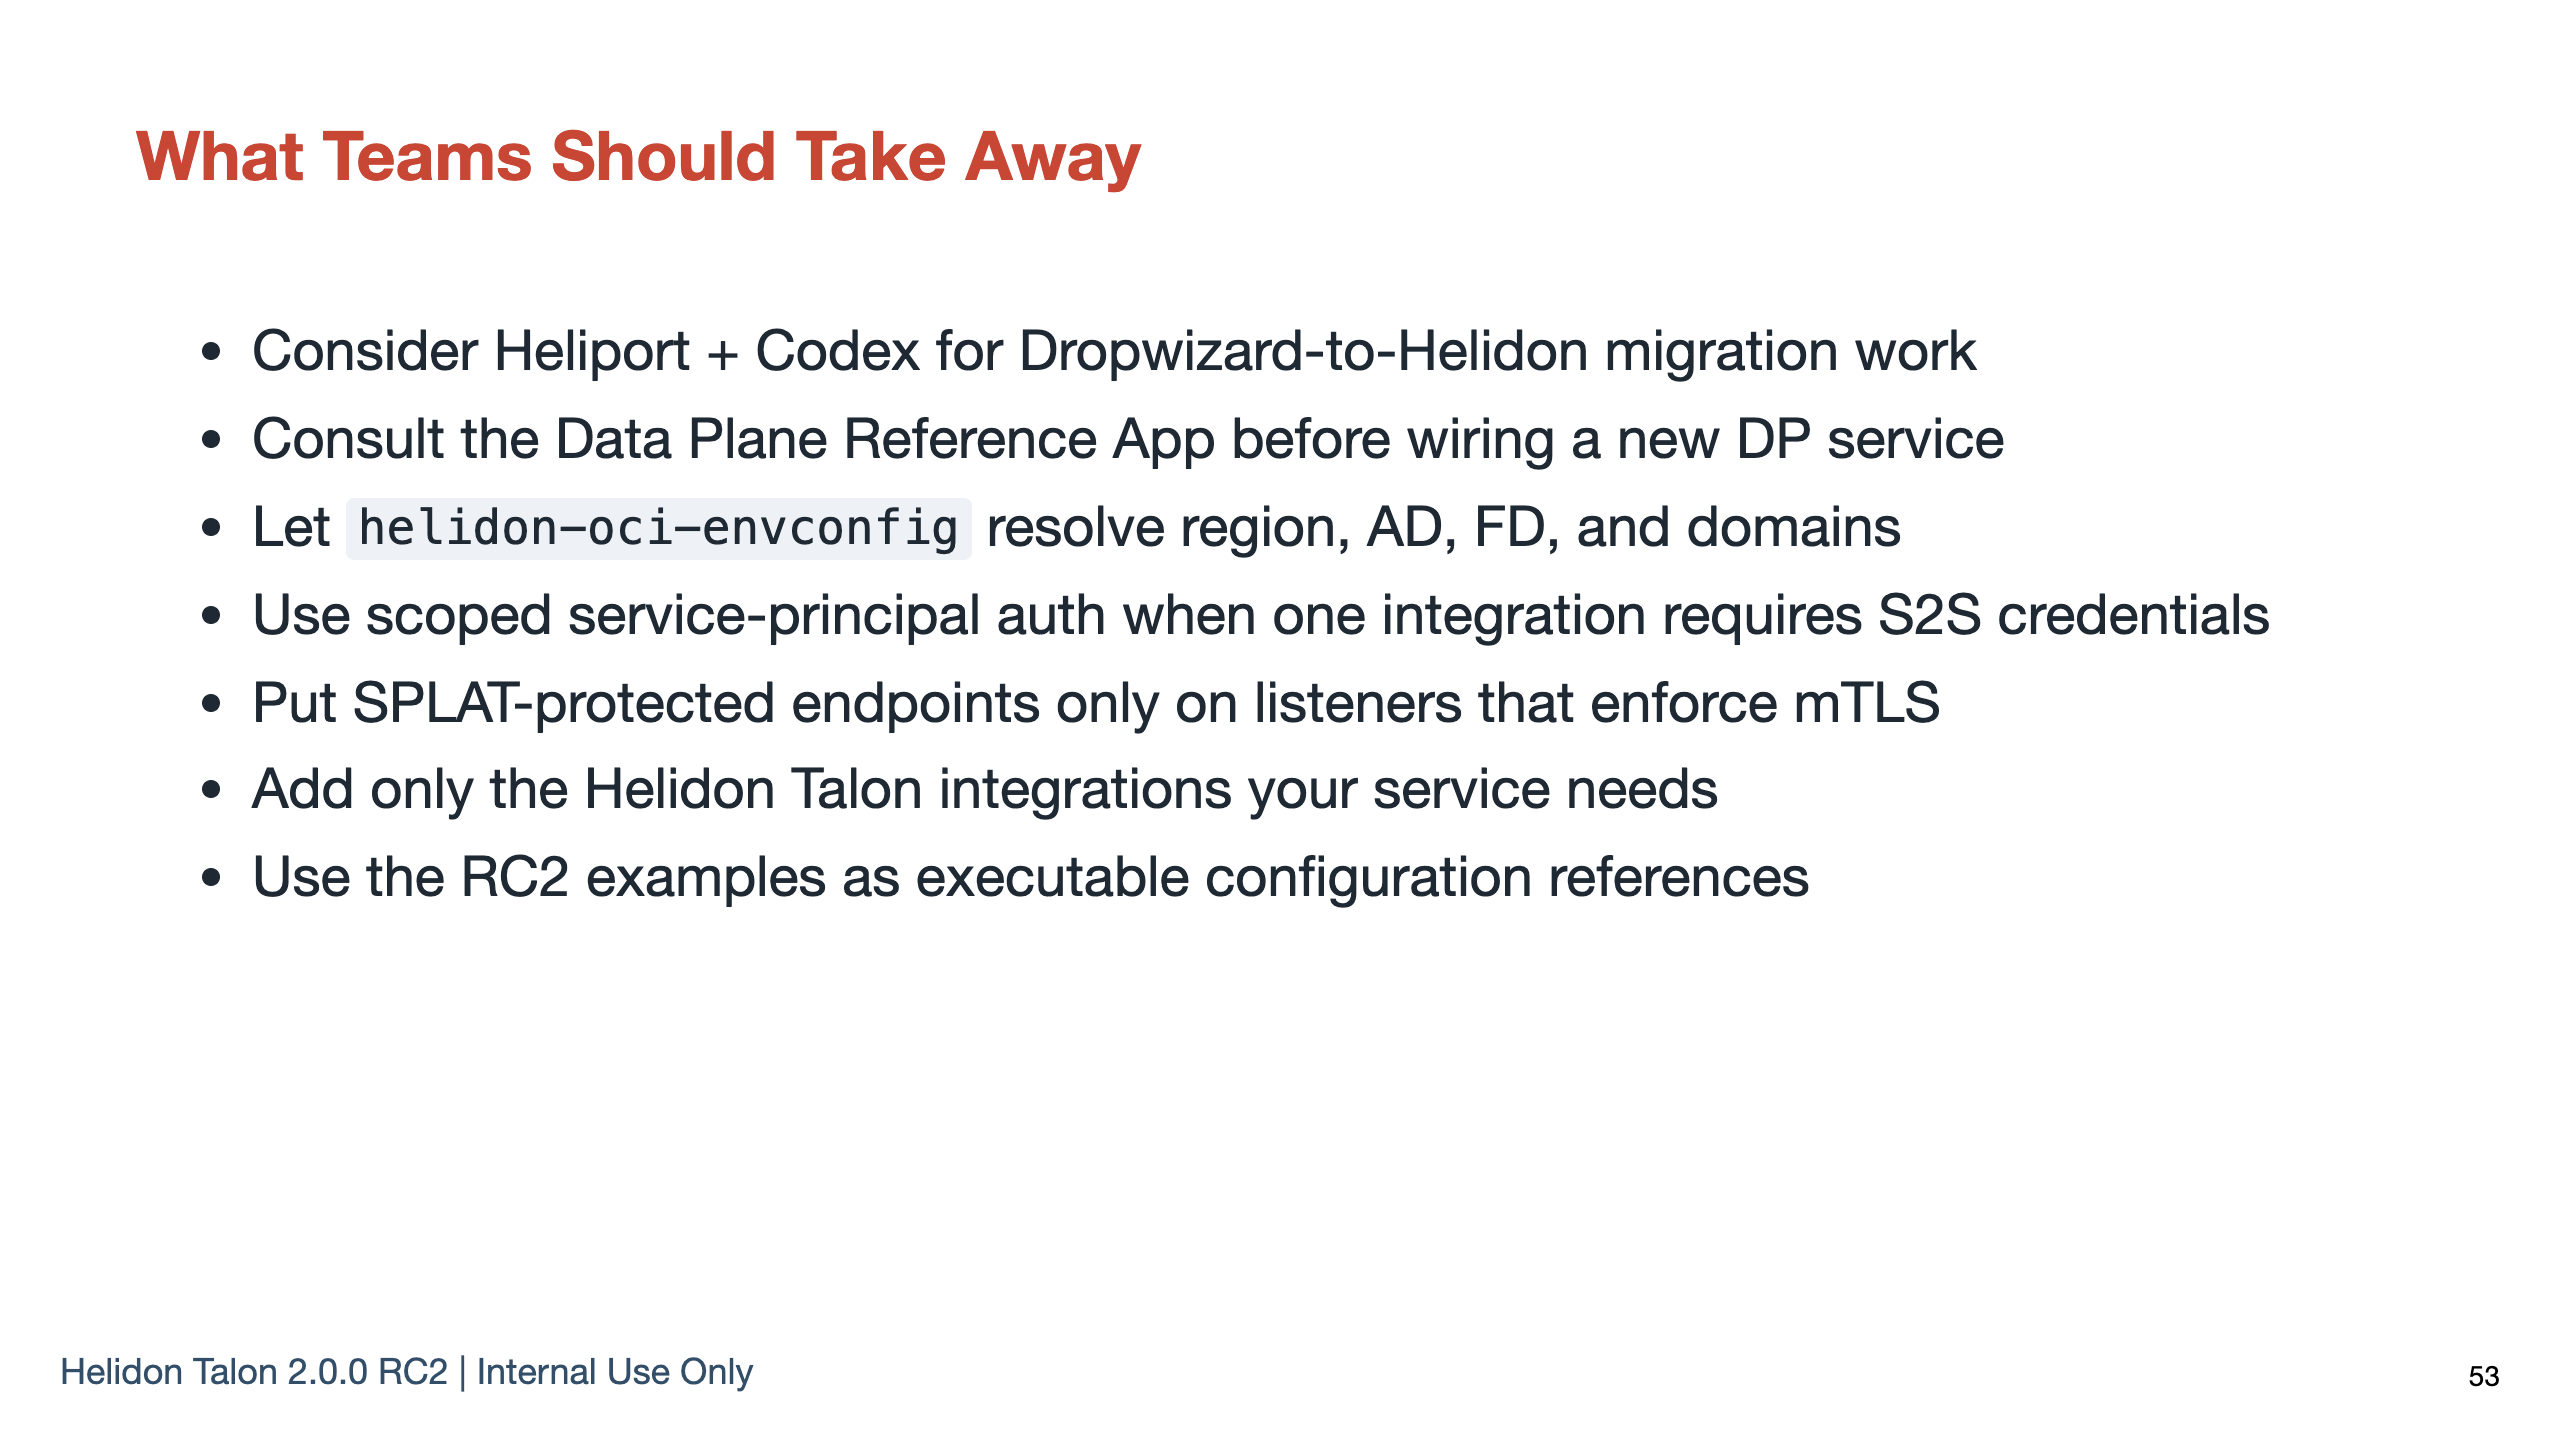 What Teams Should Take Away
• Consider Heliport + Codex for Dropwizard-to-Helidon migration work
• Consult the Data Plane Reference App before wiring a new DP service
• Let helidon-oci-envconfig resolve region, AD, FD, and domains
• Use scoped service-principal auth when one integration requires S2S credentials
• Put SPLAT-protected endpoints only on listeners that enforce mTLS
• Add only the Helidon Talon integrations your service needs
• Use the RC2 examples as executable configuration references
Helidon Talon 2.0.0 RC2 | Internal Use Only
53